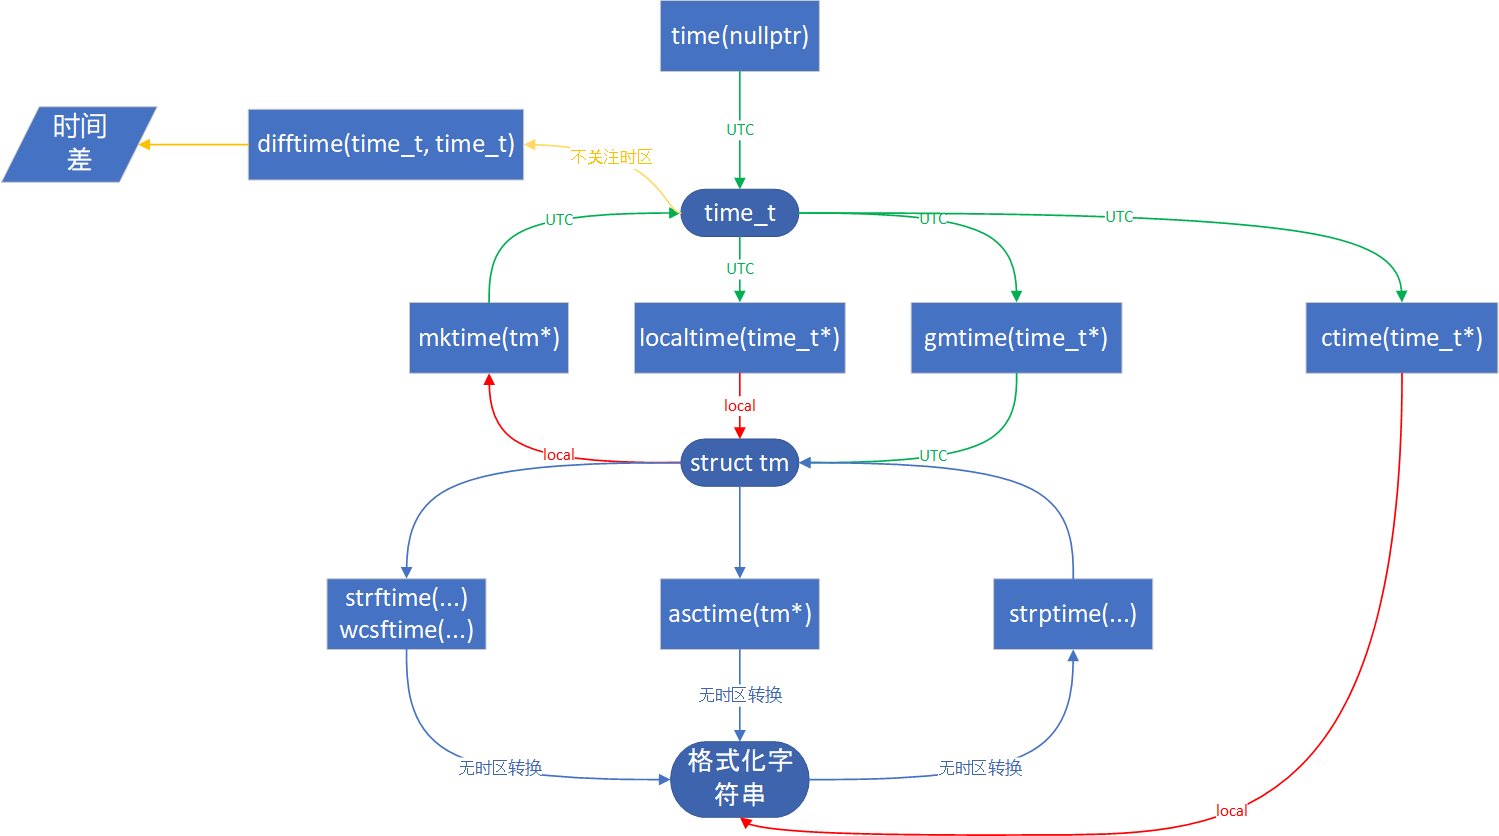 time(nullptr)
UTC
时间
差
difftime(time_t, time_t)
不关注时区
time_t
UTC
UTC
UTC
UTC
mktime(tm*)
localtime(time_t*)
gmtime(time_t*)
ctime(time_t*)
local
local
UTC
struct tm
strftime(...)
wcsftime(...)
asctime(tm*)
strptime(...)
无时区转换
格式化字
符串
无时区转换
无时区转换
local